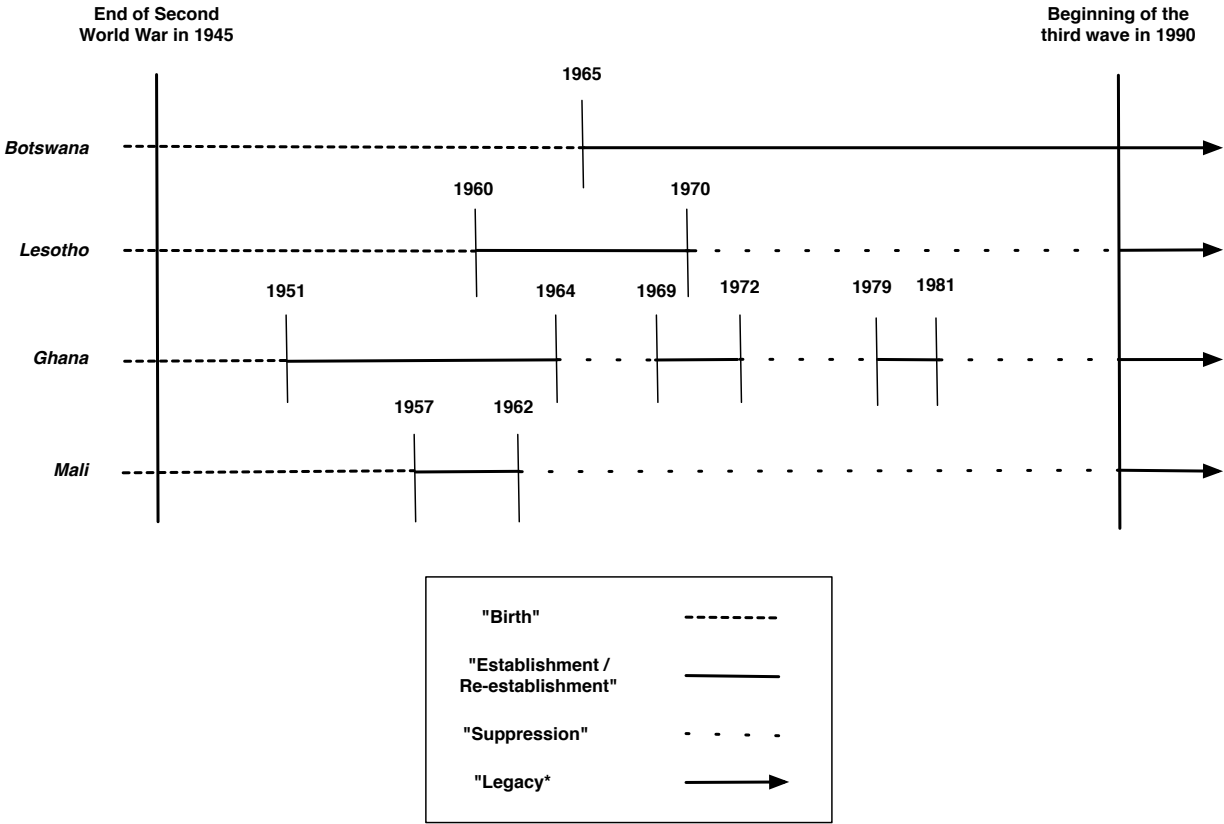 End of Second
World War in 1945
Beginning of the
third wave in 1990
1965
Botswana
1960
1970
Lesotho
1951
1964
1969
1972
1979
1981
Ghana
1957
1962
Mali
"Birth"
"Establishment /
Re-establishment"
"Suppression"
"Legacy*